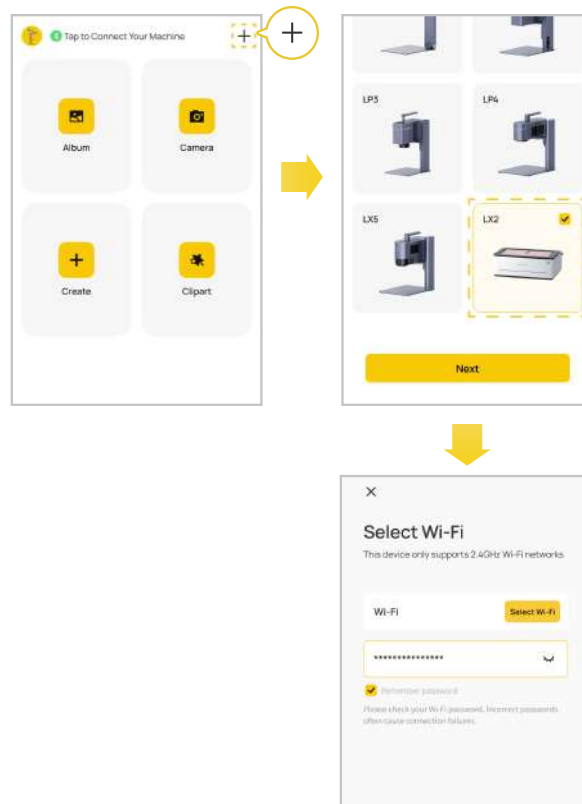 Tap to Connect Your Machine
Album
Camera
Create
Clipart
LP3
LP4
LX5
LX2
Next
Select Wi-Fi
This device only supports 2.4GHz Wi-Fi networks
Wi-Fi
Select Wi-Fi
***************
Remember password
Please check your Wi-Fi password. Incorrect passwords
often cause connection failures.